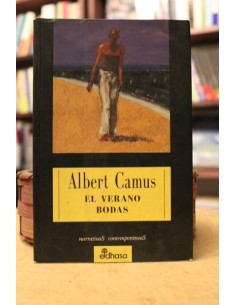 Albert Camus
EL VERANO
BODAS
narrativaS contemporáneaS
edhasa